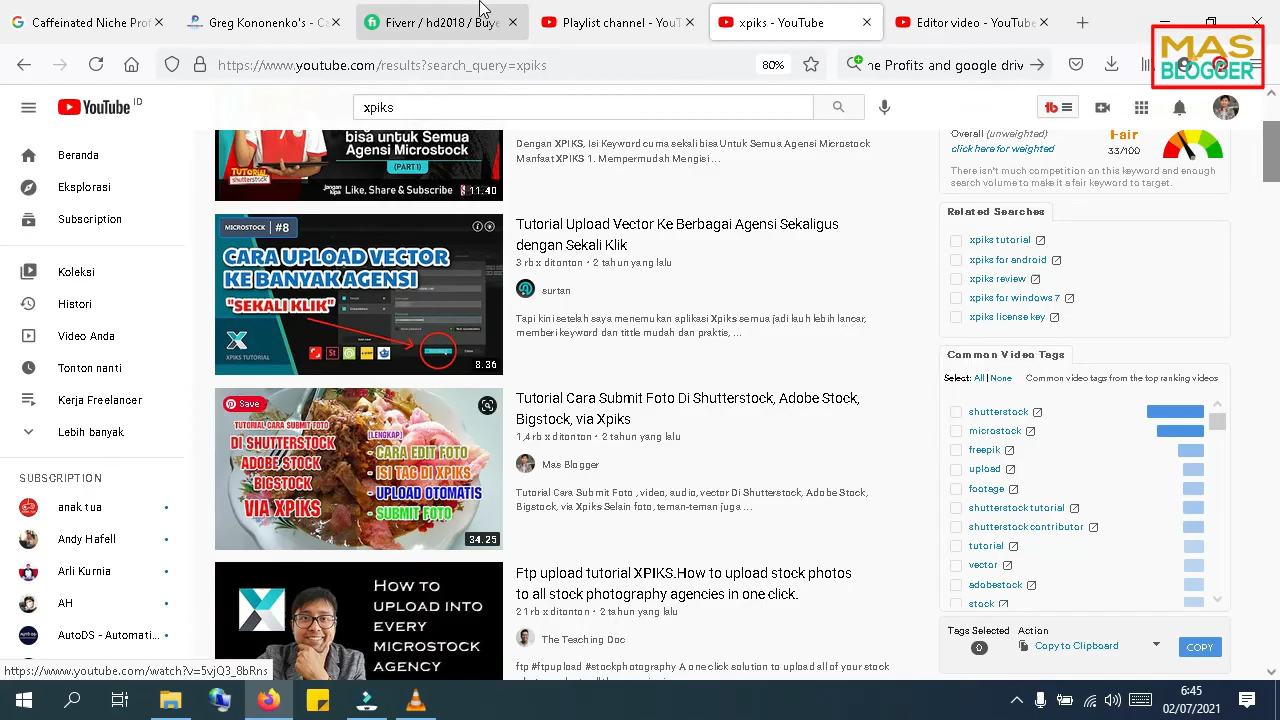 Caffeinated Niche Prof
Greg Kononenko's - C
Fiverr / hd2018 / Buye
Playlist channel - YouT
xpiks - YouTube
Editor video - YouTube
MAS
BLOGGER
https://www.youtube.com/results?search_query=xpiks
80%
ne Profits and google driv
YouTube ID
xpiks
Beranda
Eksplorasi
Subscription
Koleksi
Histori
Video Anda
Tonton nanti
Kerja Freelancer
Lebih banyak
SUBSCRIPTION
anak tua
Andy Hafell
Arli Kurnia
AH
AutoDS - Automati...
bisa untuk Semua
Agensi Microstock
(PART1)
TUTORIAL
shutterstock
jangan lupa Like, Share & Subscribe
11.40
Dengan XPIKS, Isi Keyword cuma sekali bisa Untuk Semua Agensi Microstock
Manfaat XPIKS 1. Mempermudah Mengisi ...
MICROSTOCK #8
CARA UPLOAD VECTOR
KE BANYAK AGENSI
"SEKALI KLIK"
XPIKS TUTORIAL
8.36
Tutorial Upload Vector Ke Berbagai Agensi Sekaligus
dengan Sekali Klik
3 rb x ditonton • 2 tahun yang lalu
surtan
Tapi kini setelah saya menemukan aplikasi Xpiks semua jauh lebih
memberi keyword dan tittle mudah dan praktis, ...
Save
TUTORIAL CARA SUBMIT FOTO
DI SHUTTERSTOCK
ADOBE STOCK
BIGSTOCK
VIA XPIKS
[LENGKAP]
- CARA EDIT FOTO
- ISI TAG DI XPIKS
- UPLOAD OTOMATIS
- SUBMIT FOTO
34.25
Tutorial Cara Submit Foto Di Shutterstock, Adobe Stock,
Bigstock, via Xpiks
1,4 rb x ditonton • 2 tahun yang lalu
Mas Blogger
Tutorial Cara Submit Foto , video, audio, vector Di Shutterstock, Adobe Stock,
Bigstock, via Xpiks Selain foto, teman-teman juga ...
HOW TO
UPLOAD INTO
EVERY
MICROSTOCK
AGENCY
Ftp upload tutorial XPIKS.How to upload stock photos
to all stock photography agencies in one click.
21 rb x ditonton • 2 tahun yang lalu
The Teaching Doc
ftp #ftpupload #stockphotography A one click solution to upload all of your stock
Overall (unweighted)
click here for weighted
Fair
33/100
There isn't much competition on this keyword and enough
search volume to make it a fair keyword to target.
Related Searches
xpiks tutorial
xpiks for android
xpiks review
xpiks for windows 7
xpiks license key
Common Video Tags
Select: All | None
Common video tags from the top ranking videos
shutterstock
microstock
freepik
upload
footage
shutterstock tutorial
shutterstock contributor
tutorial
vector
adobestock
stock
Tags Selected
0
Action
Copy to Clipboard
COPY
https://www.youtube.com/watch?v=5vjQ3_8bRns
6:45
02/07/2021